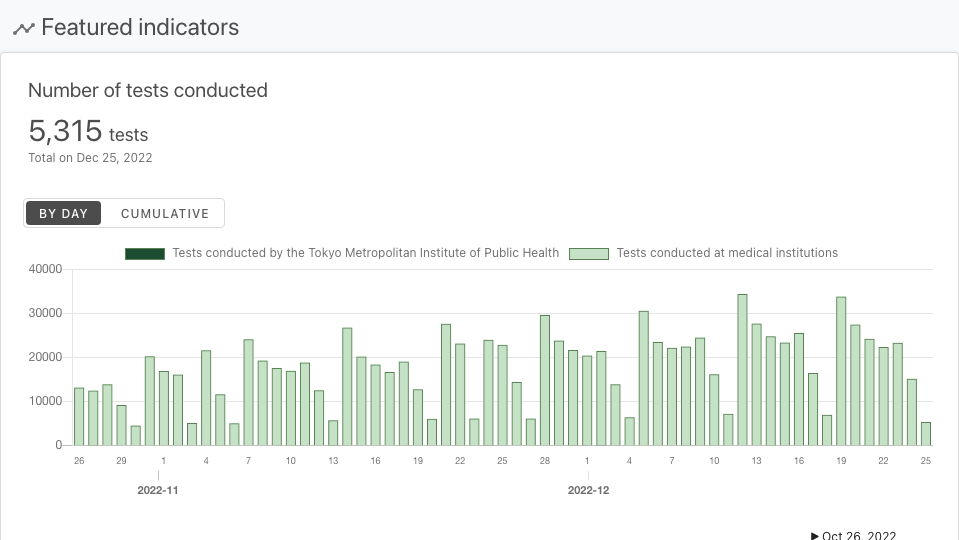 Featured indicators
Number of tests conducted
5,315 tests
Total on Dec 25, 2022
BY DAY CUMULATIVE
Tests conducted by the Tokyo Metropolitan Institute of Public Health Tests conducted at medical institutions
40000
30000
20000
10000
0
26 29 1 4 7 10 13 16 19 22 25 28 1 4 7 10 13 16 19 22 25
2022-11 2022-12
Oct 26, 2022